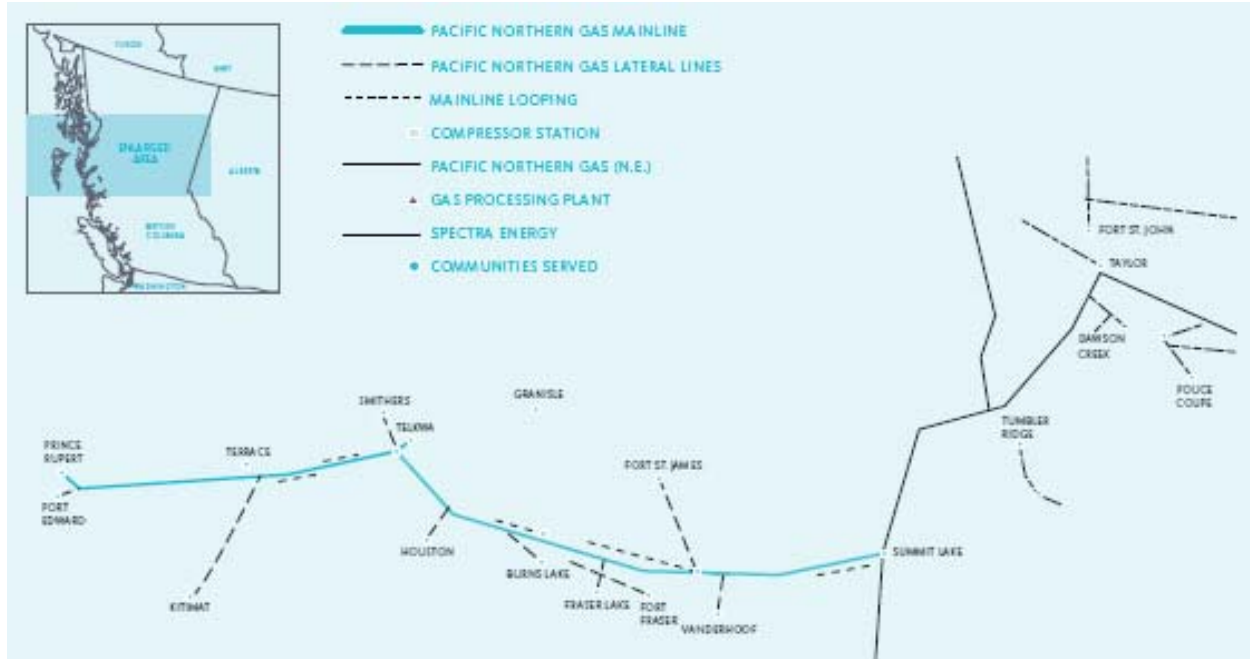 YUKON
NWT
ENLARGED
AREA
ALBERTA
BRITISH
COLUMBIA
WASHINGTON
PACIFIC NORTHERN GAS MAINLINE
PACIFIC NORTHERN GAS LATERAL LINES
MAINLINE LOOPING
COMPRESSOR STATION
PACIFIC NORTHERN GAS (N.E.)
GAS PROCESSING PLANT
SPECTRA ENERGY
COMMUNITIES SERVED
FORT ST. JOHN
TAYLOR
DAWSON
CREEK
POUCE
COUPE
TUMBLER
RIDGE
GRANISLE
SMITHERS
TELKWA
PRINCE
RUPERT
TERRACE
FORT ST. JAMES
PORT
EDWARD
HOUSTON
SUMMIT LAKE
BURNS LAKE
KITIMAT
FRASER LAKE
FORT
FRASER
VANDERHOOF